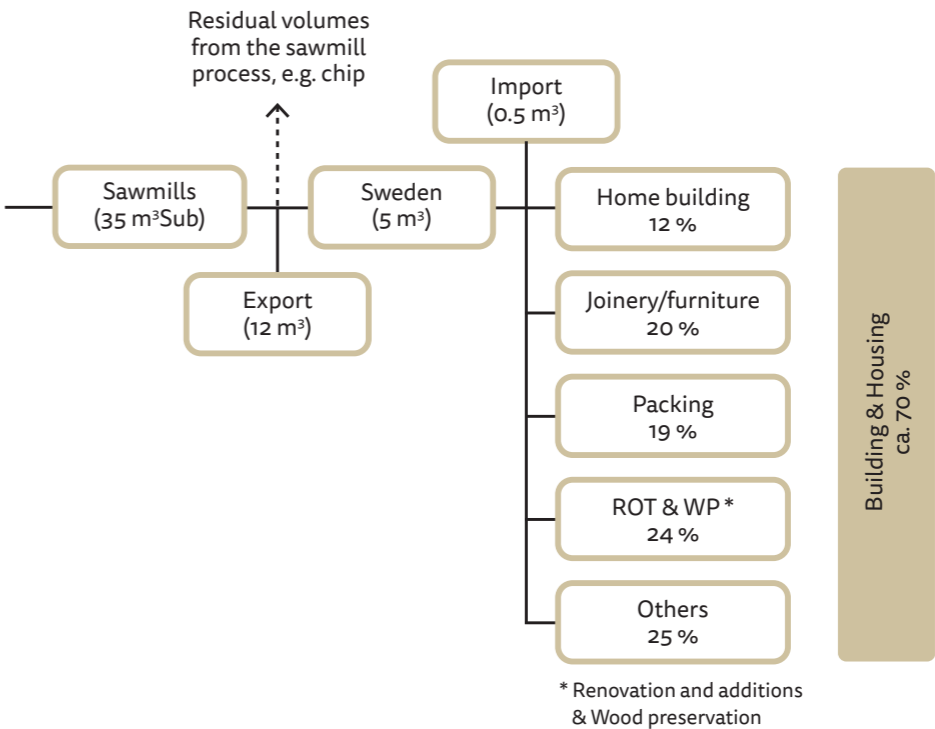 Residual volumes
from the sawmill
process, e.g. chip
Import
(0.5 m³)
Sawmills
(35 m³Sub)
Sweden
(5 m³)
Export
(12 m³)
Home building
12 %
Joinery/furniture
20 %
Packing
19 %
ROT & WP *
24 %
Others
25 %
Building & Housing
ca. 70 %
* Renovation and additions
& Wood preservation